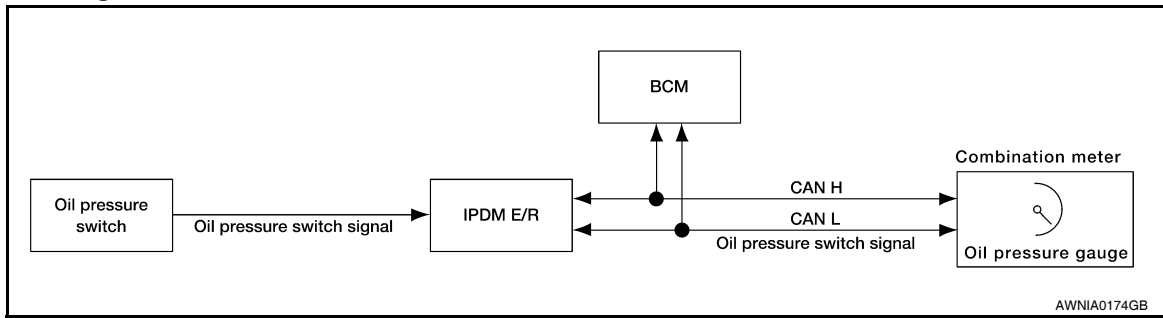 BCM
Combination meter
Oil pressure
switch
Oil pressure switch signal
IPDM E/R
CAN H
CAN L
Oil pressure switch signal
Oil pressure gauge
AWNIA0174GB